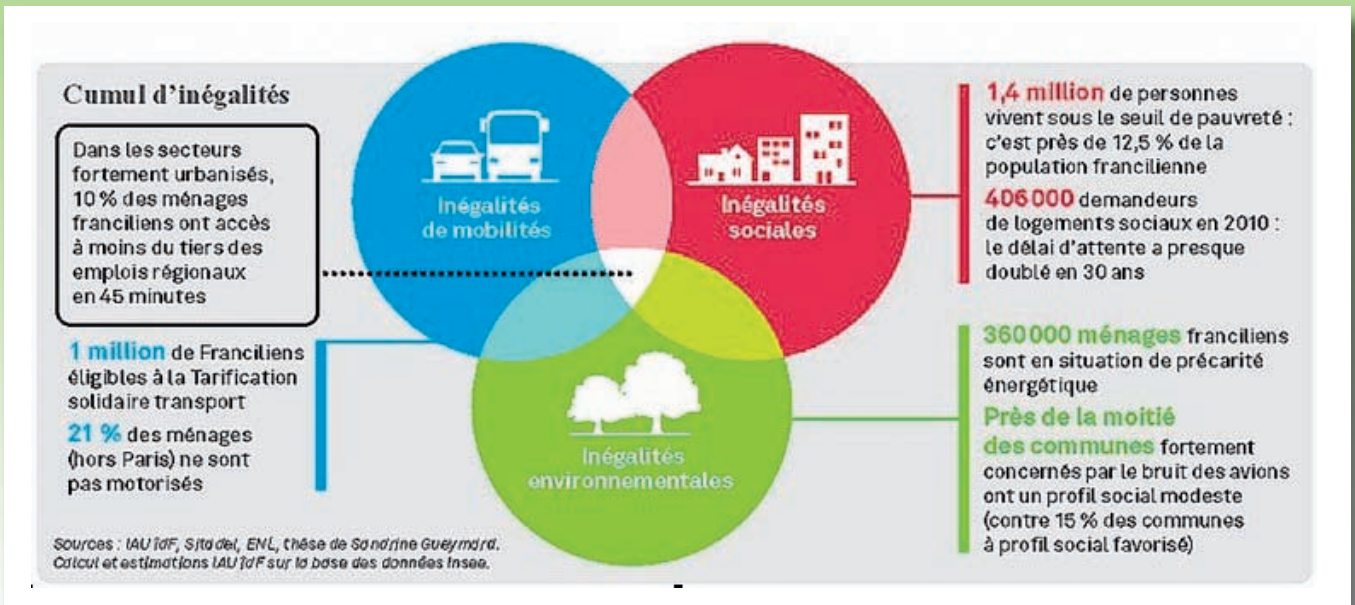 Cumul d'inégalités
Dans les secteurs
fortement urbanisés,
10 % des ménages
franciliens ont accès
à moins du tiers des
emplois régionaux
en 45 minutes
1 million de Franciliens
éligibles à la Tarification
solidaire transport
21 % des ménages
(hors Paris) ne sont
pas motorisés
Inégalités
de mobilités
Inégalités
sociales
Inégalités
environnementales
1,4 million de personnes
vivent sous le seuil de pauvreté :
c'est près de 12,5 % de la
population francilienne
406 000 demandeurs
de logements sociaux en 2010 :
le délai d'attente a presque
doublé en 30 ans
360 000 ménages franciliens
sont en situation de précarité
énergétique
Près de la moitié
des communes fortement
concernés par le bruit des avions
ont un profil social modeste
(contre 15 % des communes
à profil social favorisé)
Sources : IAU îdF, Sitadel, ENL, thèse de Sandrine Gueymard.
Calcul et estimations IAU îdF sur la base des données Insee.